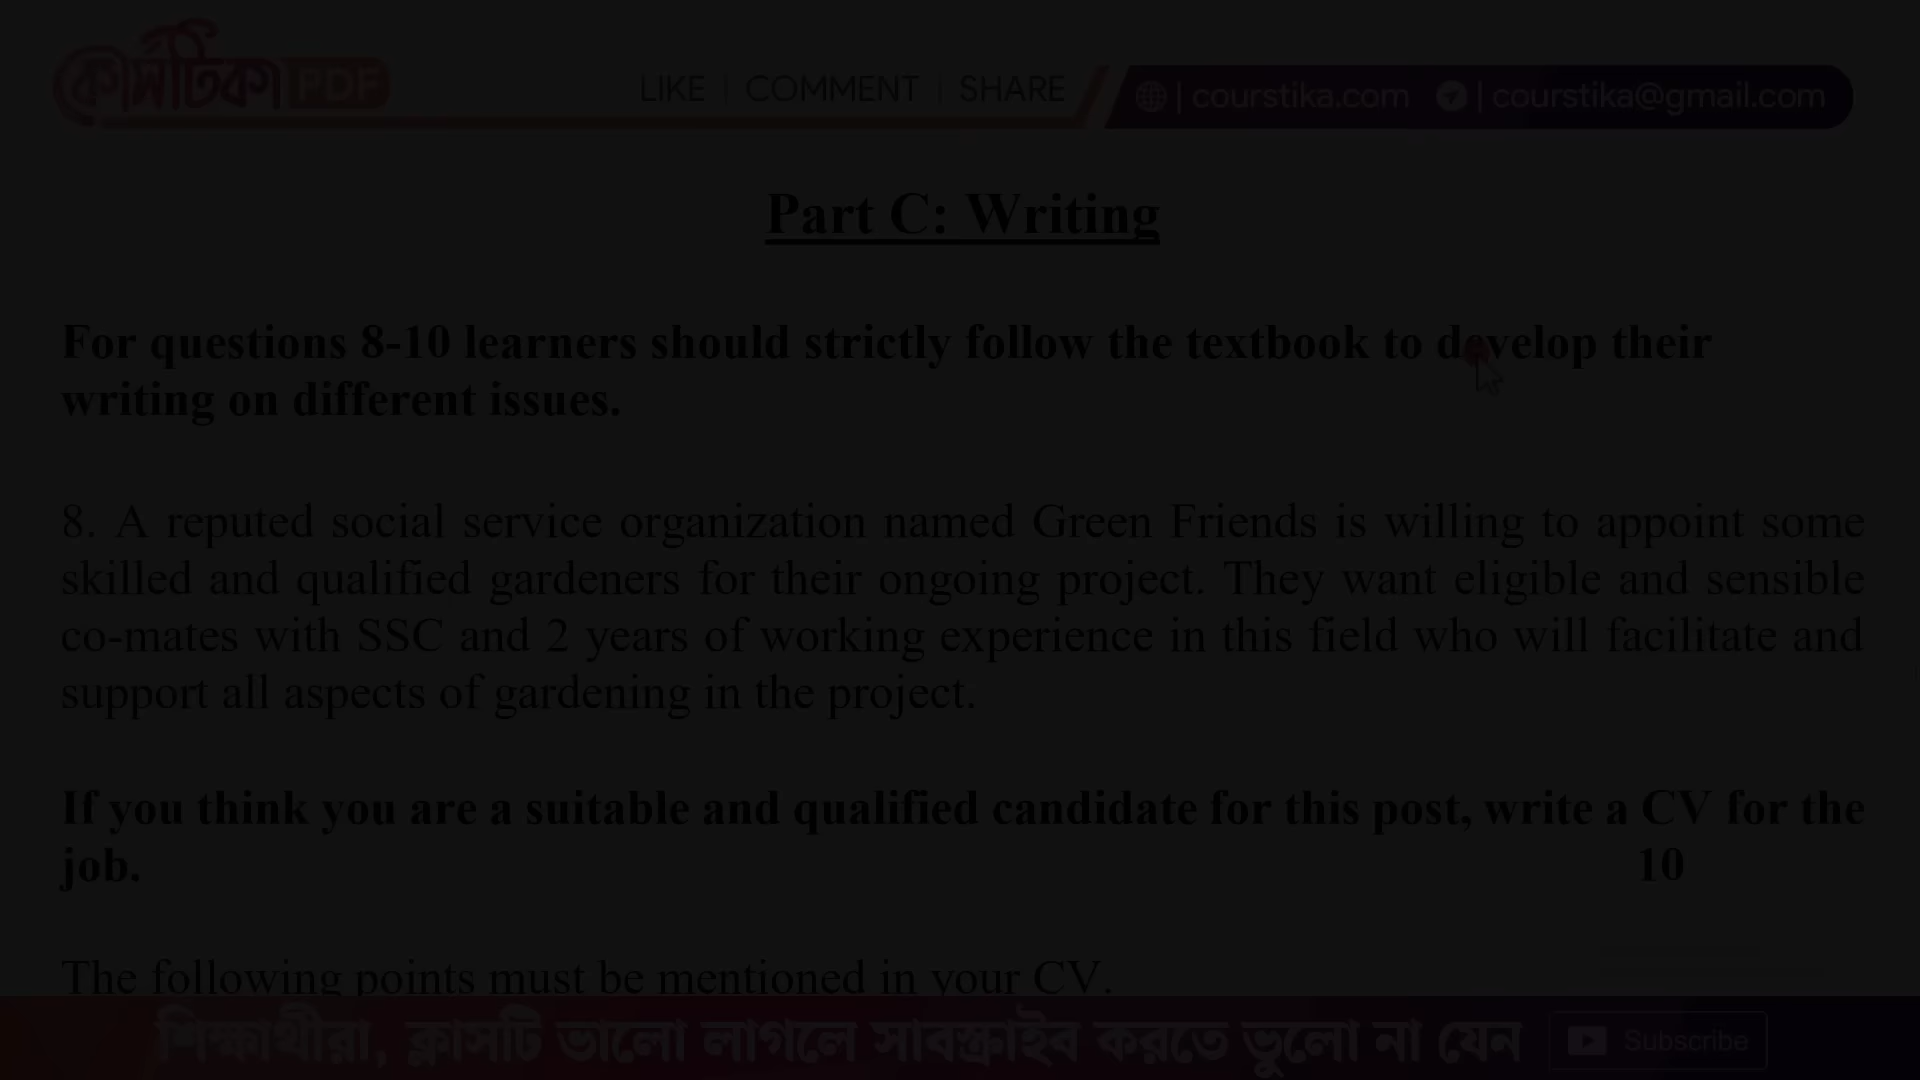 কোর্সটিকা PDF
LIKE | COMMENT | SHARE
| courstika.com | courstika@gmail.com
Part C: Writing
For questions 8-10 learners should strictly follow the textbook to develop their
writing on different issues.
8. A reputed social service organization named Green Friends is willing to appoint some
skilled and qualified gardeners for their ongoing project. They want eligible and sensible
co-mates with SSC and 2 years of working experience in this field who will facilitate and
support all aspects of gardening in the project.
If you think you are a suitable and qualified candidate for this post, write a CV for the
job. 10
The following points must be mentioned in your CV.
শিক্ষার্থীরা, ক্লাসটি ভালো লাগলে সাবস্ক্রাইব করতে ভুলো না যেন
Subscribe